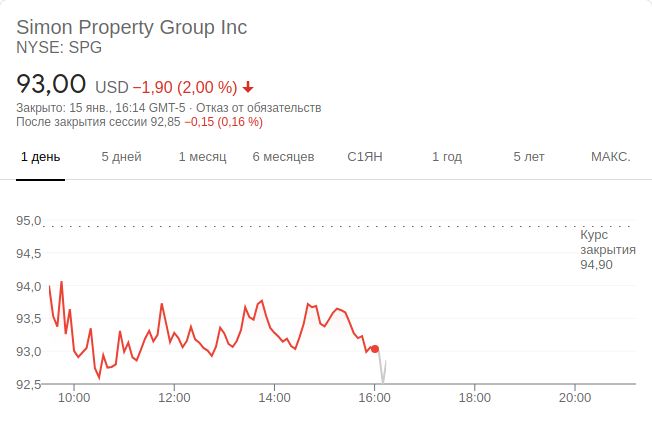 Simon Property Group Inc
NYSE: SPG
93,00 USD −1,90 (2,00 %)
Закрыто: 15 янв., 16:14 GMT-5 · Отказ от обязательств
После закрытия сессии 92,85 −0,15 (0,16 %)
1 день 5 дней 1 месяц 6 месяцев С1ЯН 1 год 5 лет МАКС.
95,0
Курс
закрытия
94,90
94,5
94,0
93,5
93,0
92,5
10:00 12:00 14:00 16:00 18:00 20:00